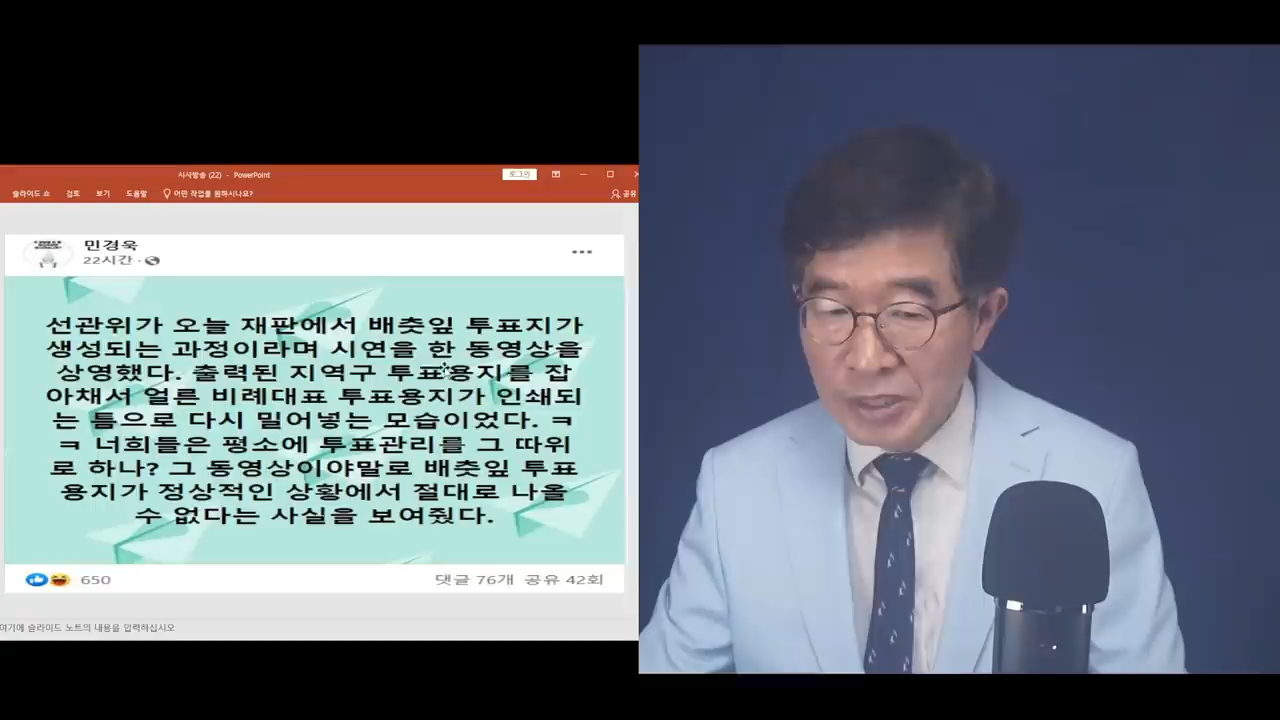 시사방송 (22) - PowerPoint
로그인
슬라이드 쇼 검토 보기 도움말 어떤 작업을 원하시나요? 공유
민경욱
22시간
선관위가 오늘 재판에서 배춧잎 투표지가
생성되는 과정이라며 시연을 한 동영상을
상영했다. 출력된 지역구 투표용지를 잡
아채서 얼른 비례대표 투표용지가 인쇄되
는 틈으로 다시 밀어넣는 모습이었다. ㅋ
ㅋ 너희들은 평소에 투표관리를 그 따위
로 하나? 그 동영상이야말로 배춧잎 투표
용지가 정상적인 상황에서 절대로 나올
수 없다는 사실을 보여줬다.
650 댓글 76개 공유 42회
여기에 슬라이드 노트의 내용을 입력하십시오